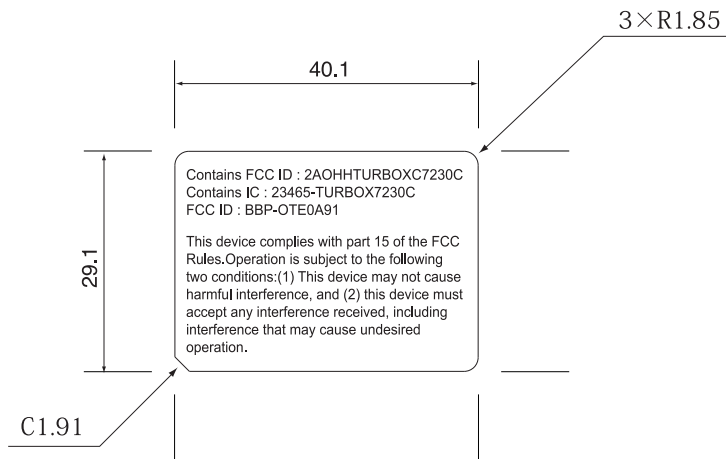 3×R1.85
40.1
Contains FCC ID : 2AOHHTURBOXC7230C
Contains IC : 23465-TURBOX7230C
FCC ID : BBP-OTE0A91
This device complies with part 15 of the FCC
Rules.Operation is subject to the following
two conditions:(1) This device may not cause
harmful interference, and (2) this device must
accept any interference received, including
interference that may cause undesired
operation.
29.1
C1.91